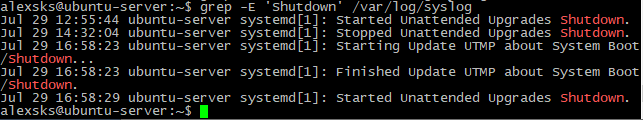 alexsks@ubuntu-server:~$ grep -E 'Shutdown' /var/log/syslog
Jul 29 12:55:44 ubuntu-server systemd[1]: Started Unattended Upgrades Shutdown.
Jul 29 14:32:04 ubuntu-server systemd[1]: Stopped Unattended Upgrades Shutdown.
Jul 29 16:58:23 ubuntu-server systemd[1]: Starting Update UTMP about System Boot
/Shutdown...
Jul 29 16:58:23 ubuntu-server systemd[1]: Finished Update UTMP about System Boot
/Shutdown.
Jul 29 16:58:29 ubuntu-server systemd[1]: Started Unattended Upgrades Shutdown.
alexsks@ubuntu-server:~$